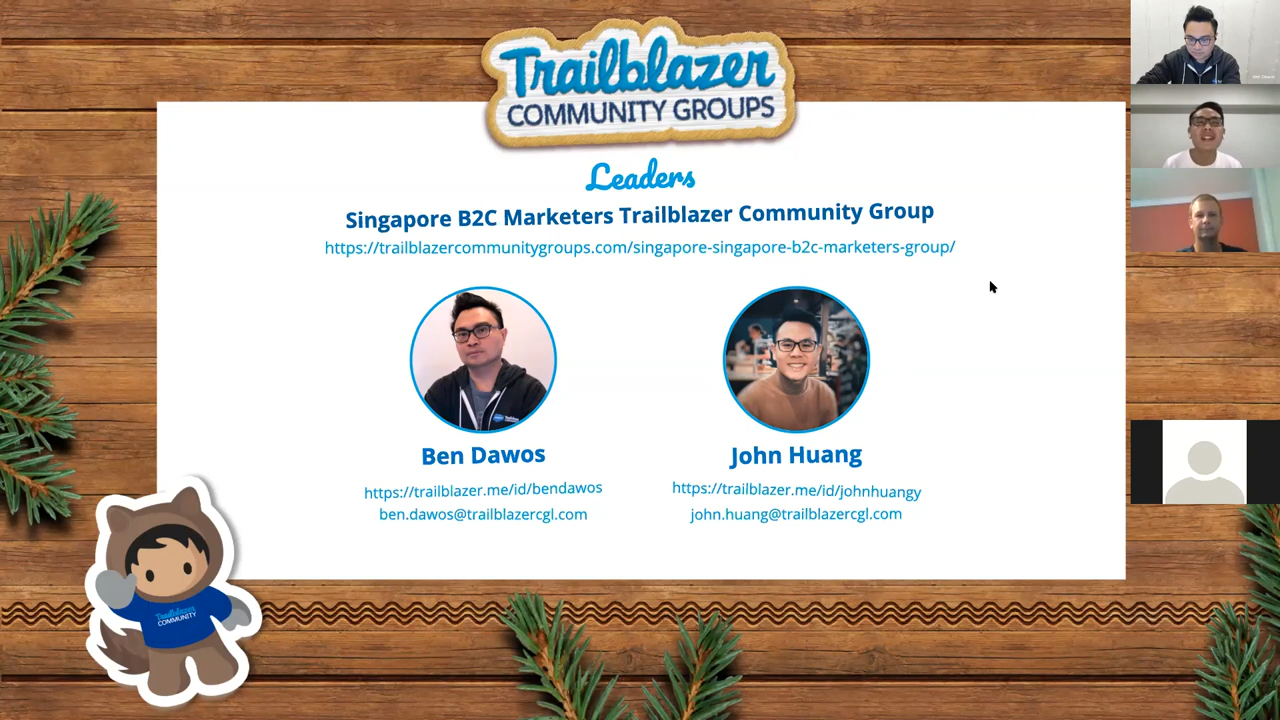 Trailblazer
COMMUNITY GROUPS
Leaders
Singapore B2C Marketers Trailblazer Community Group
https://trailblazercommunitygroups.com/singapore-singapore-b2c-marketers-group/
Ben Dawos
John Huang
https://trailblazer.me/id/bendawos
https://trailblazer.me/id/johnhuangy
ben.dawos@trailblazercgl.com
john.huang@trailblazercgl.com
Trailblazer
COMMUNITY